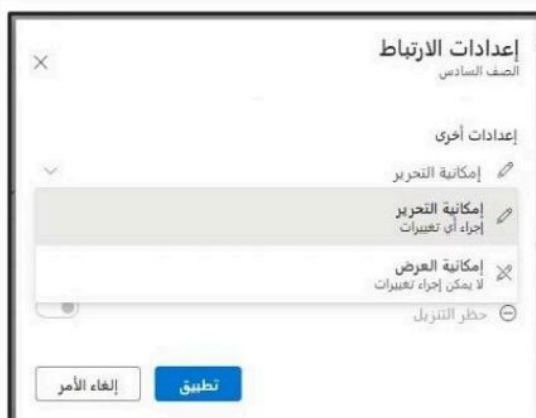 إعدادات الارتباط
الصف السادس
إعدادات أخرى
إمكانية التحرير
إمكانية التحرير
إجراء أي تغييرات
إمكانية العرض
لا يمكن إجراء تغييرات
حظر التنزيل
تطبيق
إلغاء الأمر